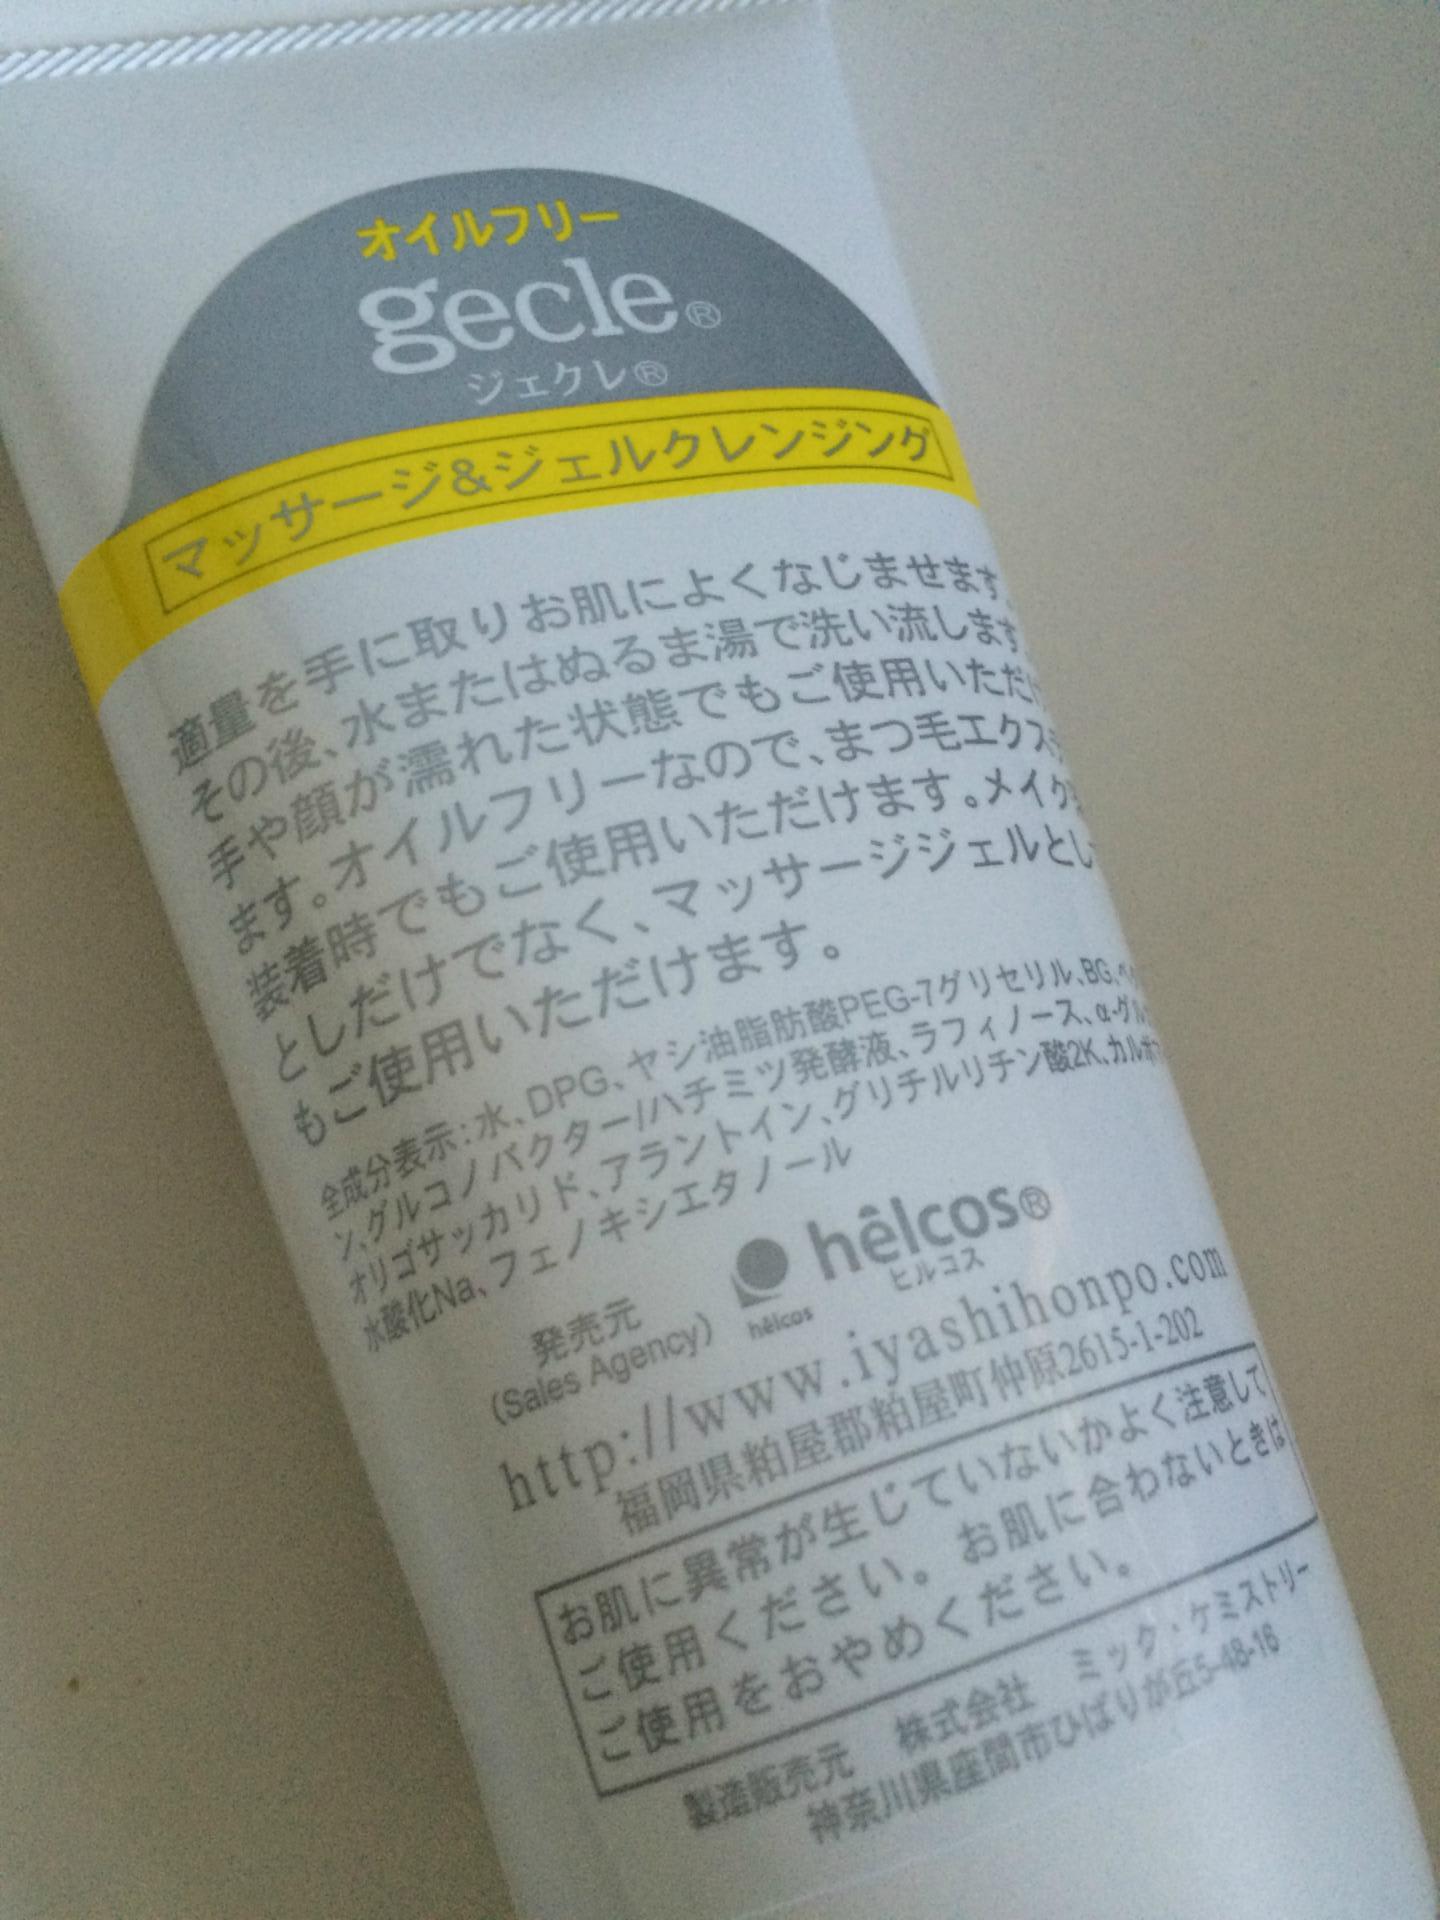 オイルフリー
gecle®
ジェクレ®
マッサージ&ジェルクレンジング
適量を手に取りお肌によくなじませます。
その後、水またはぬるま湯で洗い流します
手や顔が濡れた状態でもご使用いただけ
ます。オイルフリーなので、まつ毛エクス
装着時でもご使用いただけます。メイク
としだけでなく、マッサージジェルとし
もご使用いただけます。
全成分表示:水、DPG、ヤシ油脂肪酸PEG-7グリセリル、BG、
ン、グルコノバクター/ハチミツ発酵液、ラフィノース、α-グル
オリゴサッカリド、アラントイン、グリチルリチン酸2K、カルボ
水酸化Na、フェノキシエタノール
発売元
(Sales Agency)
hêlcos
hêlcos®
ヒルコス
http://www.iyashihonpo.com
福岡県粕屋郡粕屋町仲原2615-1-202
お肌に異常が生じていないかよく注意して
ご使用ください。お肌に合わないときは
ご使用をおやめください。
製造販売元 株式会社 ミック・ケミストリー
神奈川県座間市ひばりが丘5-48-16